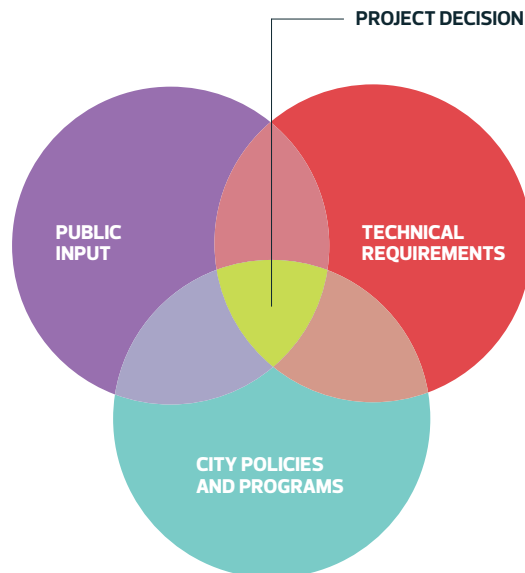 PROJECT DECISION
PUBLIC
INPUT
TECHNICAL
REQUIREMENTS
CITY POLICIES
AND PROGRAMS